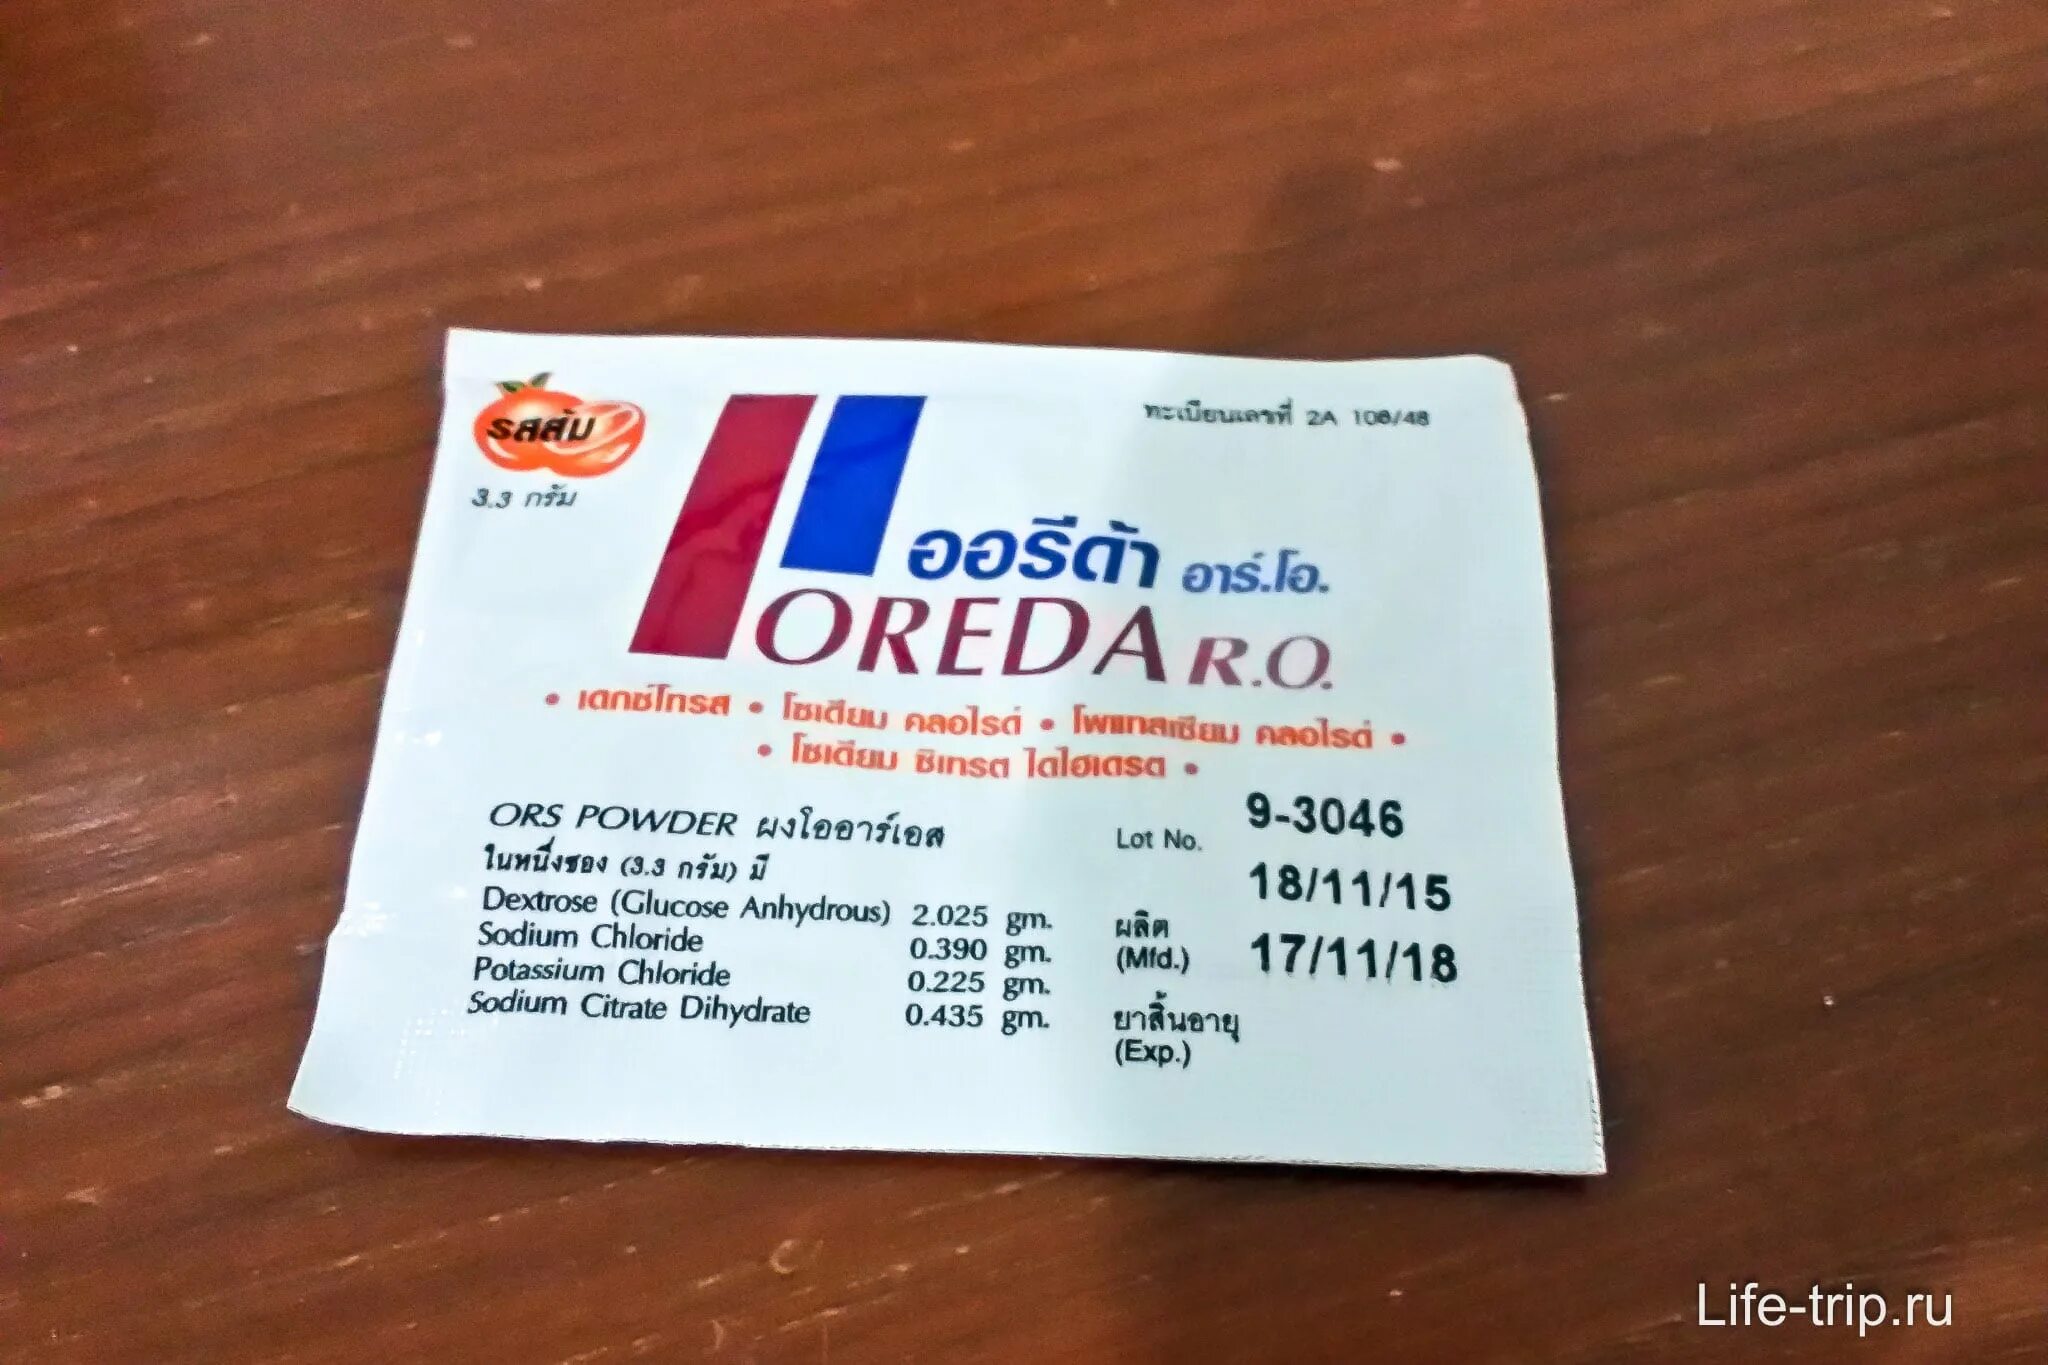 รสส้ม
3.3 กรัม
ทะเบียนเลขที่ 2A 106/48
ออรีด้า อาร์.โอ.
OREDA R.O.
• เดกซ์โทรส • โซเดียม คลอไรด์ • โพแทสเซียม คลอไรด์ •
• โซเดียม ซิเทรต ไดไฮเดรต •
ORS POWDER ผงโออาร์เอส
ในหนึ่งซอง (3.3 กรัม) มี
Dextrose (Glucose Anhydrous) 2.025 gm.
Sodium Chloride 0.390 gm.
Potassium Chloride 0.225 gm.
Sodium Citrate Dihydrate 0.435 gm.
Lot No. 9-3046
ผลิต 18/11/15
(Mfd.) 17/11/18
ยาสิ้นอายุ
(Exp.)
Life-trip.ru